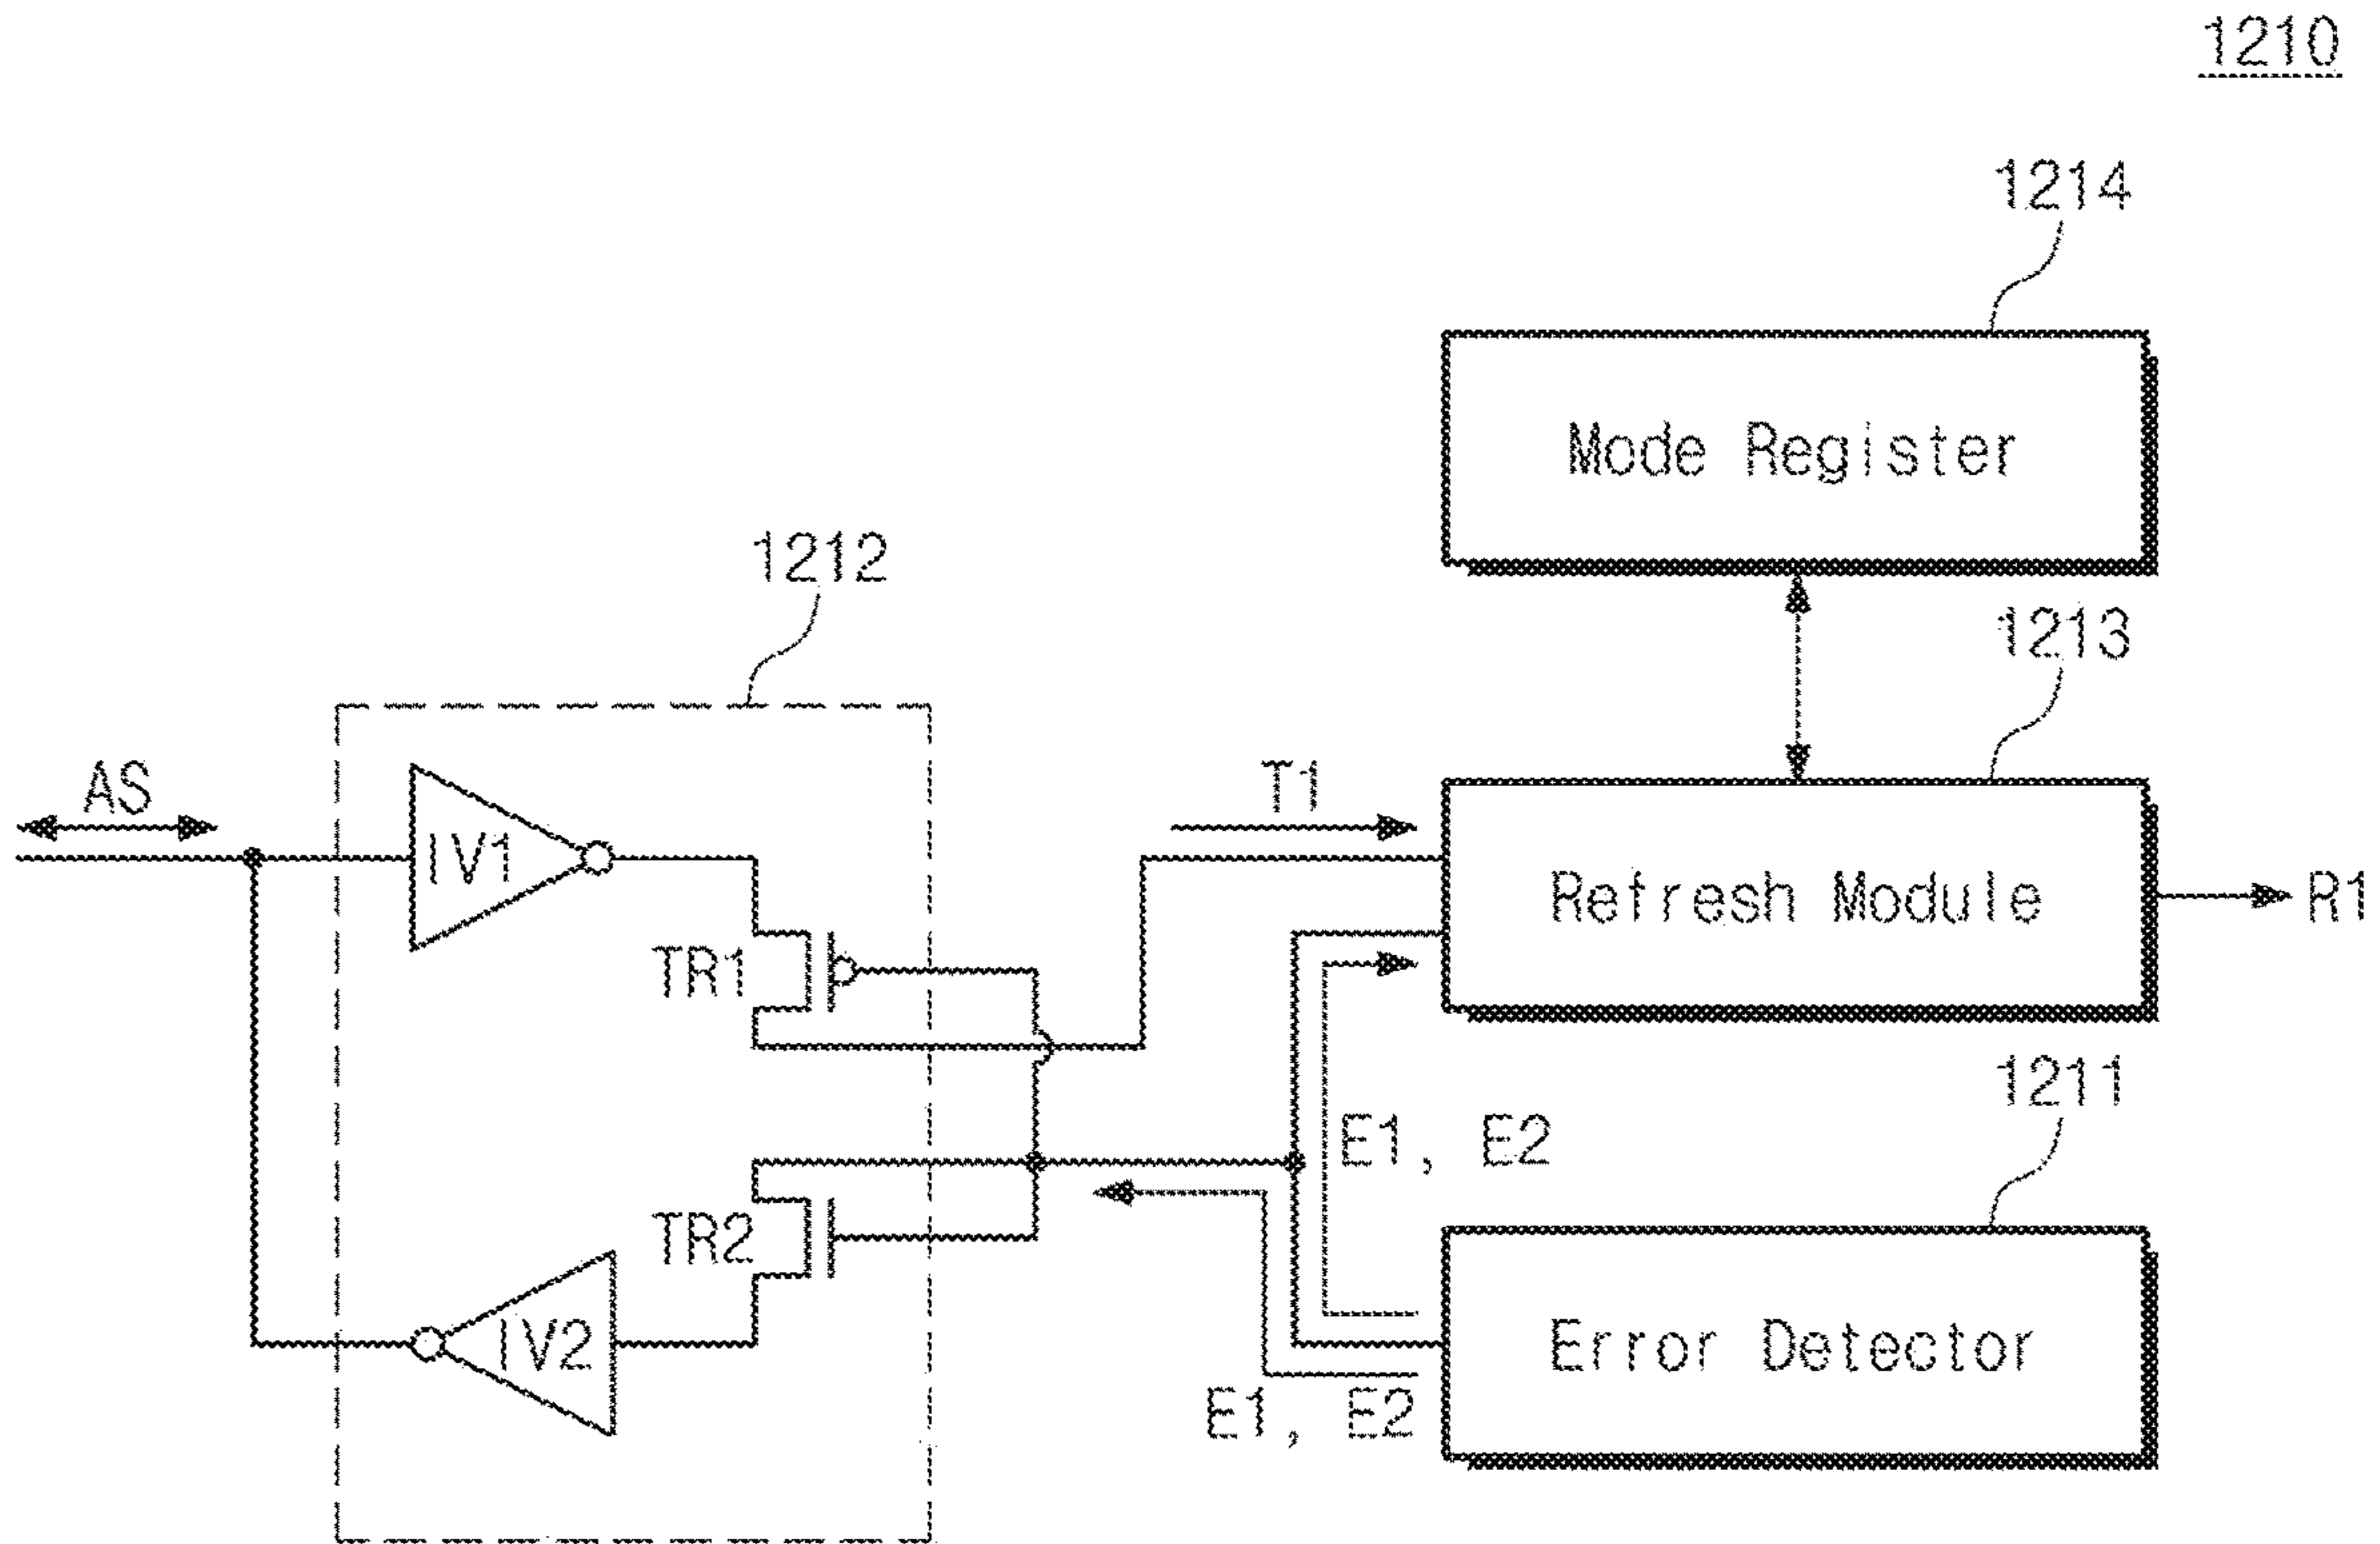 1210
1214
Mode Register
1212
1213
AS
IV1
T1
Refresh Module
R1
TR1
1211
E1, E2
TR2
IV2
Error Detector
E1, E2